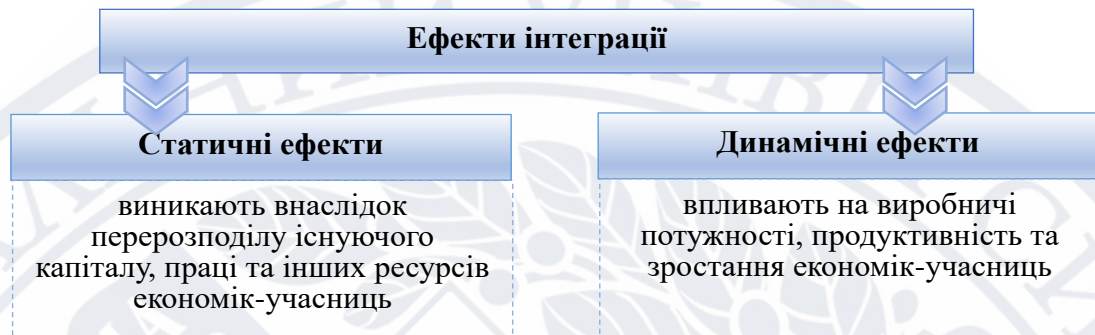 Ефекти інтеграції
Статичні ефекти
виникають внаслідок
перерозподілу існуючого
капіталу, праці та інших ресурсів
економік-учасниць
Динамічні ефекти
впливають на виробничі
потужності, продуктивність та
зростання економік-учасниць